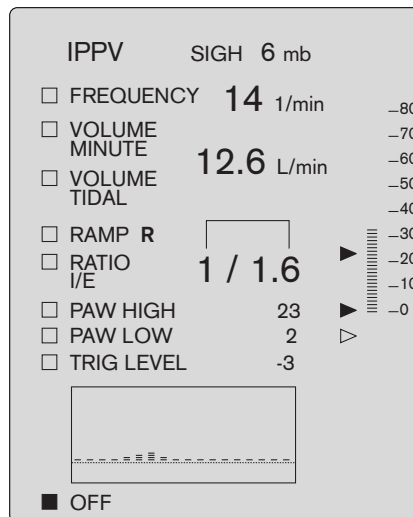 IPPV SIGH 6 mb
FREQUENCY 14 1/min
VOLUME
MINUTE
12.6 L/min
VOLUME
TIDAL
RAMP R
RATIO
I/E
1 / 1.6
PAW HIGH 23
PAW LOW 2
TRIG LEVEL -3
OFF
–80
–70
–60
–50
–40
–30
–20
–10
–0